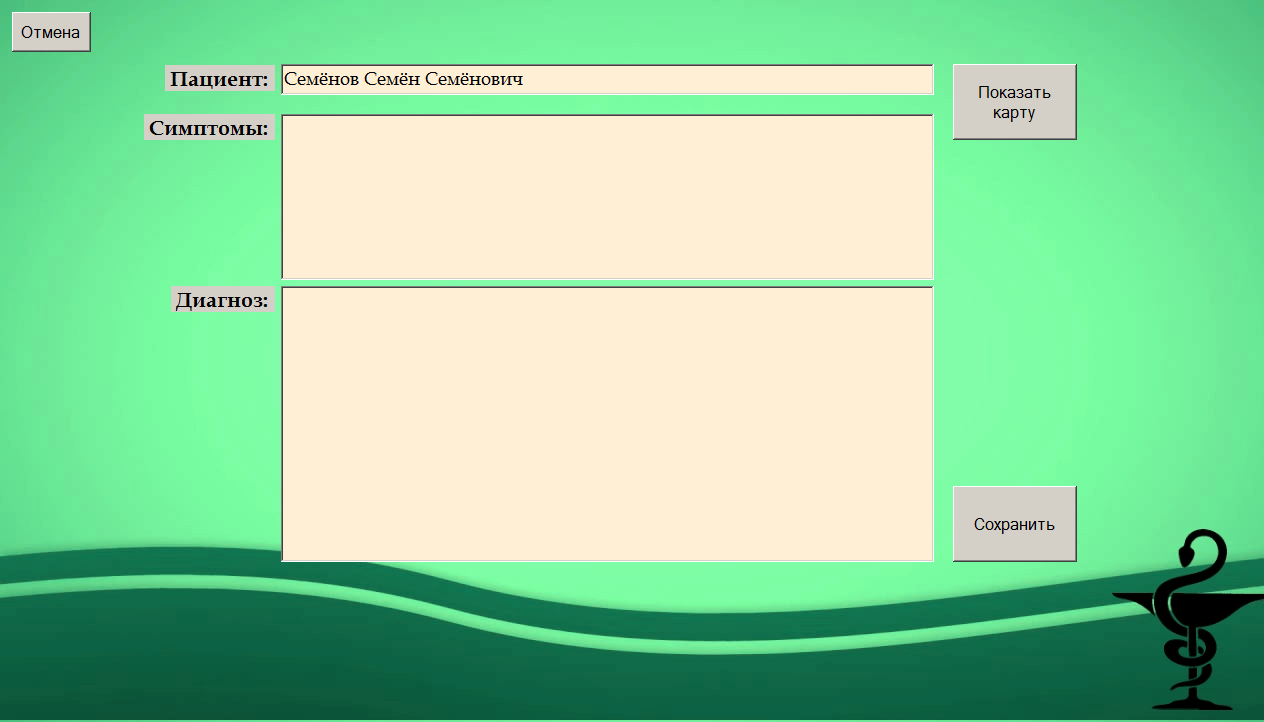 Отмена
Пациент: Семёнов Семён Семёнович
Показать
карту
Симптомы:
Диагноз:
Сохранить